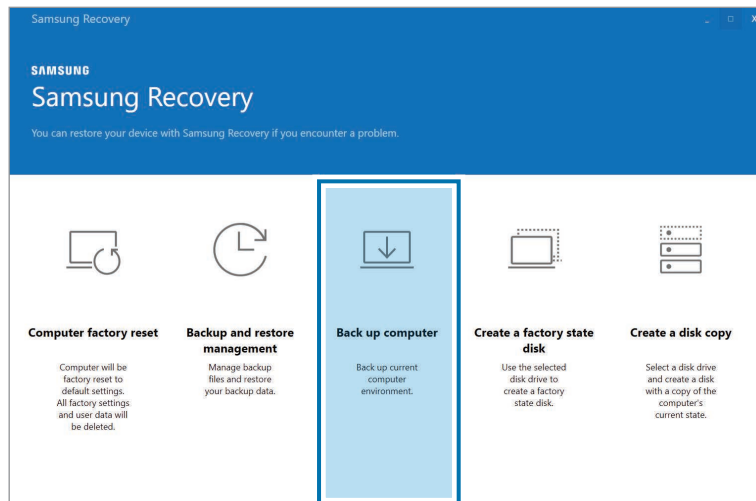 Samsung Recovery
SAMSUNG
Samsung Recovery
You can restore your device with Samsung Recovery if you encounter a problem.
Computer factory reset
Computer will be
factory reset to
default settings.
All factory settings
and user data will
be deleted.
Backup and restore
management
Manage backup
files and restore
your backup data.
Back up computer
Back up current
computer
environment.
Create a factory state
disk
Use the selected
disk drive to
create a factory
state disk.
Create a disk copy
Select a disk drive
and create a disk
with a copy of the
computer's
current state.